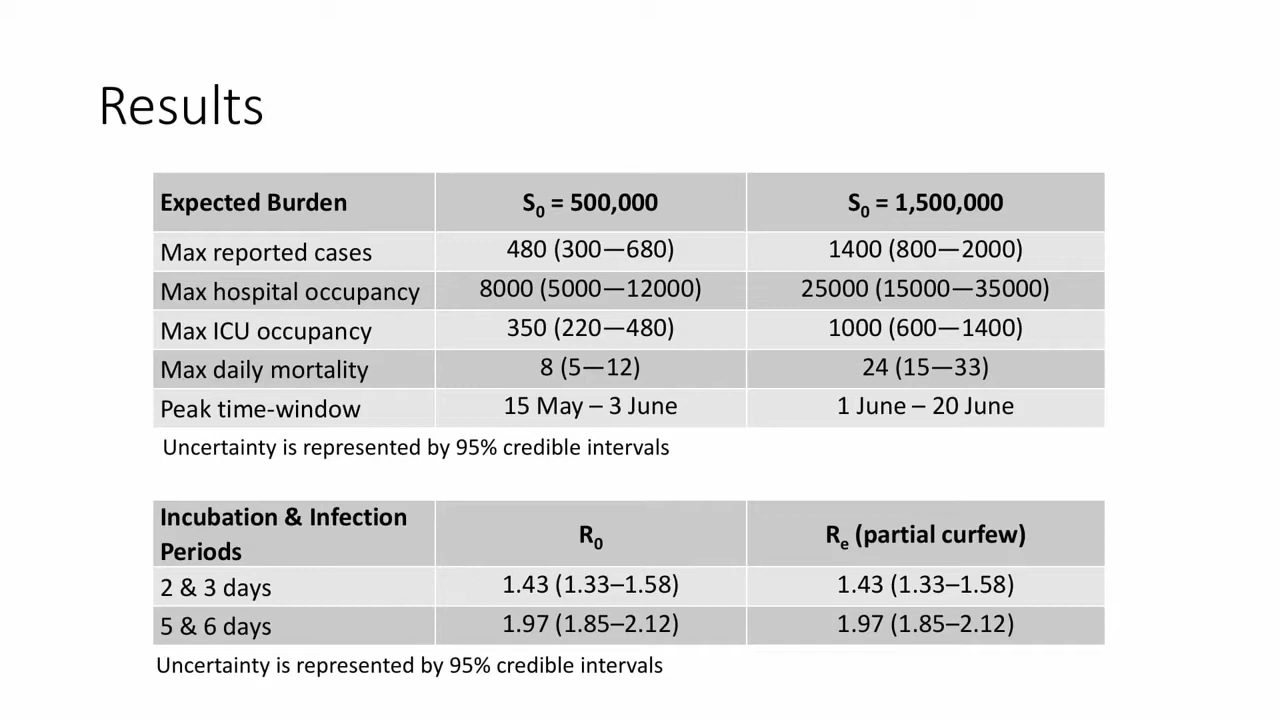 Results
Expected Burden S0 = 500,000 S0 = 1,500,000
Max reported cases 480 (300—680) 1400 (800—2000)
Max hospital occupancy 8000 (5000—12000) 25000 (15000—35000)
Max ICU occupancy 350 (220—480) 1000 (600—1400)
Max daily mortality 8 (5—12) 24 (15—33)
Peak time-window 15 May – 3 June 1 June – 20 June
Uncertainty is represented by 95% credible intervals
Incubation & Infection
Periods R0 Re (partial curfew)
2 & 3 days 1.43 (1.33–1.58) 1.43 (1.33–1.58)
5 & 6 days 1.97 (1.85–2.12) 1.97 (1.85–2.12)
Uncertainty is represented by 95% credible intervals